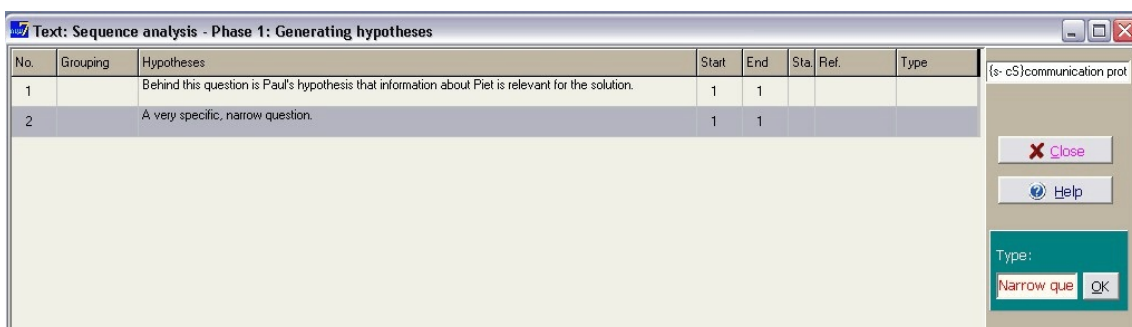 Text: Sequence analysis - Phase 1: Generating hypotheses
No. Grouping Hypotheses Start End Sta. Ref. Type
1 Behind this question is Paul's hypothesis that information about Piet is relevant for the solution. 1 1
2 A very specific, narrow question. 1 1
{s- cS}communication prot
Close
Help
Type:
Narrow que OK